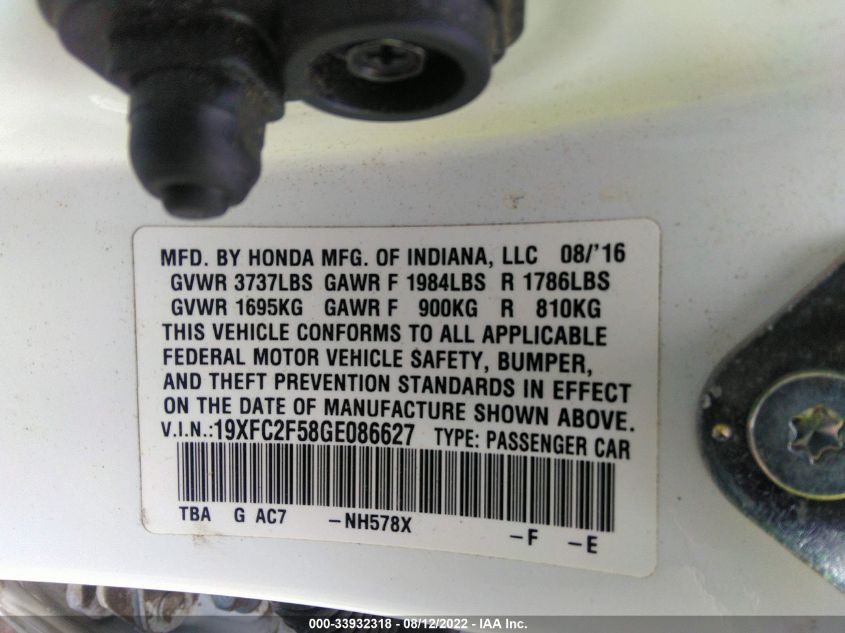 MFD. BY HONDA MFG. OF INDIANA, LLC 08/'16
GVWR 3737LBS GAWR F 1984LBS R 1786LBS
GVWR 1695KG GAWR F 900KG R 810KG
THIS VEHICLE CONFORMS TO ALL APPLICABLE
FEDERAL MOTOR VEHICLE SAFETY, BUMPER,
AND THEFT PREVENTION STANDARDS IN EFFECT
ON THE DATE OF MANUFACTURE SHOWN ABOVE.
V.I.N.:19XFC2F58GE086627 TYPE: PASSENGER CAR
TBA G AC7 -NH578X
-F -E
000-33932318 - 08/12/2022 - IAA Inc.